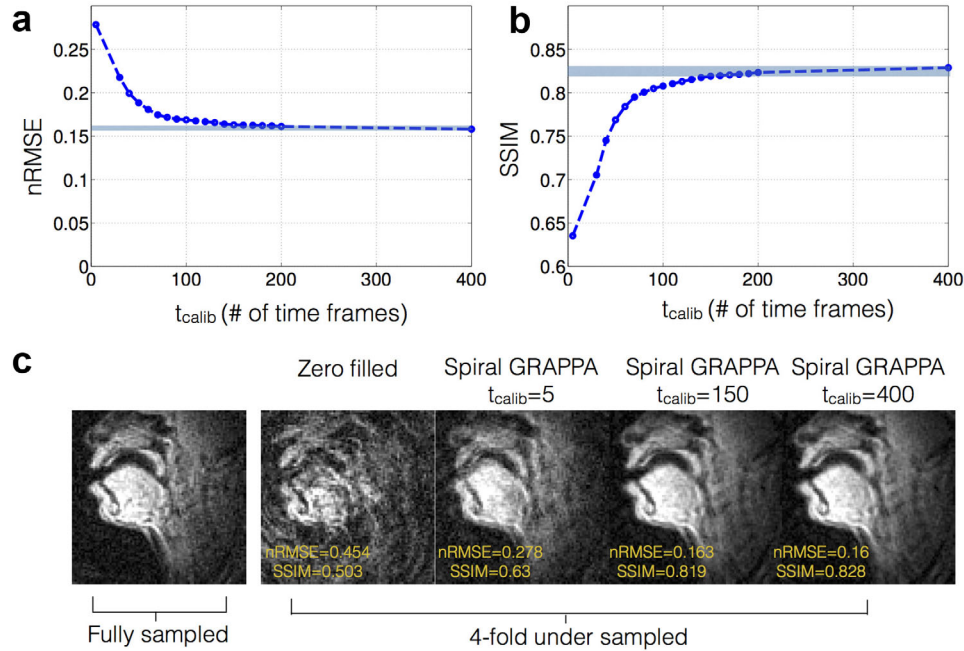 a
b
nRMSE
0.25
0.2
0.15
0.1
0.05
0
0
100
200
300
400
tcalib (# of time frames)
SSIM
0.85
0.8
0.75
0.7
0.65
0.6
0
100
200
300
400
tcalib (# of time frames)
c
Zero filled
Spiral GRAPPA
tcalib=5
Spiral GRAPPA
tcalib=150
Spiral GRAPPA
tcalib=400
nRMSE=0.454
SSIM=0.503
nRMSE=0.278
SSIM=0.63
nRMSE=0.163
SSIM=0.819
nRMSE=0.16
SSIM=0.828
Fully sampled
4-fold under sampled